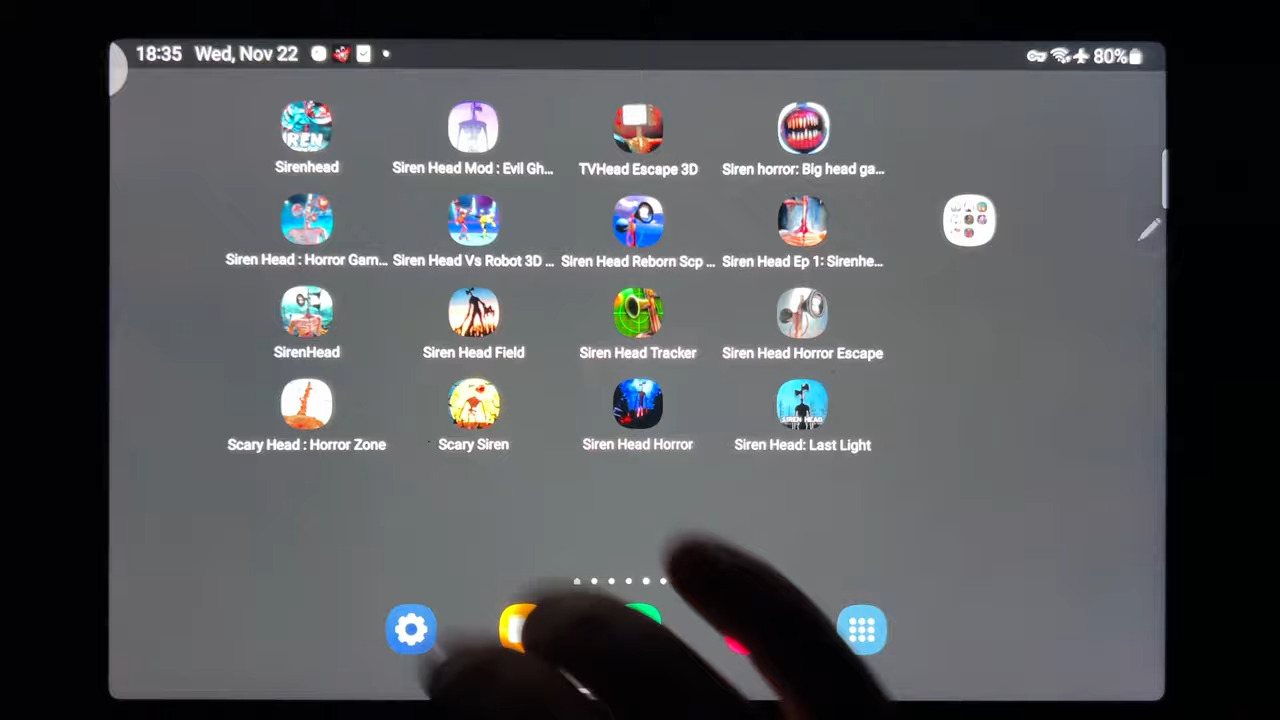 18:35 Wed, Nov 22
80%
Sirenhead
Siren Head Mod : Evil Gh...
TVHead Escape 3D
Siren horror: Big head ga...
Siren Head : Horror Gam...
Siren Head Vs Robot 3D ...
Siren Head Reborn Scp ...
Siren Head Ep 1: Sirenhe...
SirenHead
Siren Head Field
Siren Head Tracker
Siren Head Horror Escape
Scary Head : Horror Zone
Scary Siren
Siren Head Horror
Siren Head: Last Light